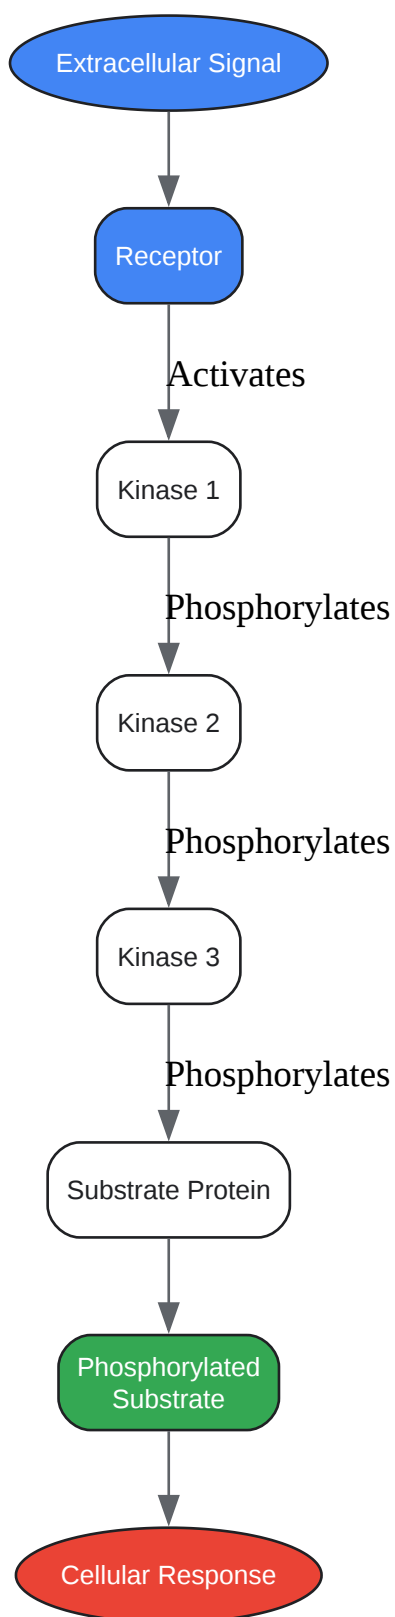 Extracellular Signal
Receptor
Activates
Kinase 1
Phosphorylates
Kinase 2
Phosphorylates
Kinase 3
Phosphorylates
Substrate Protein
Phosphorylated
Substrate
Cellular Response